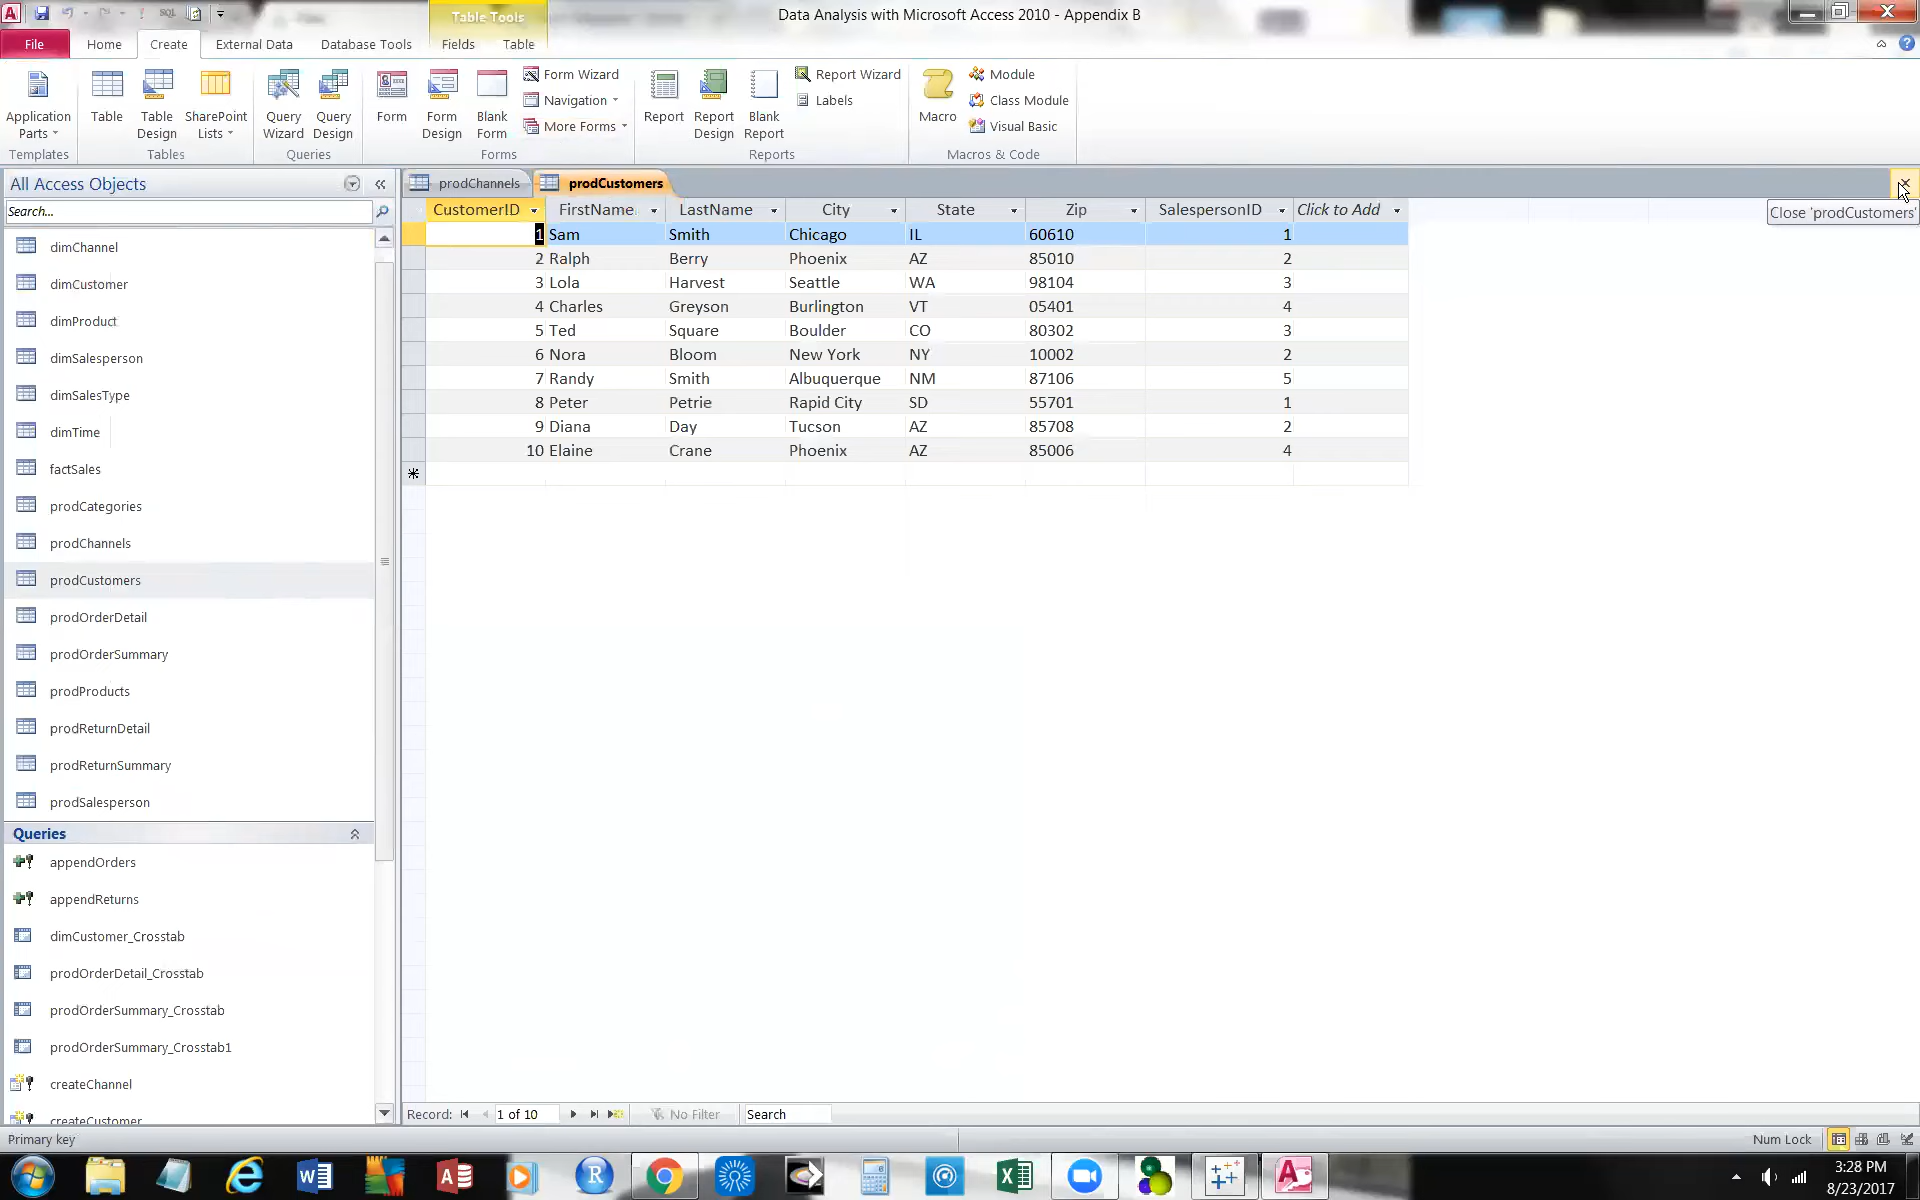 SQL
Table Tools
Data Analysis with Microsoft Access 2010 - Appendix B
File Home Create External Data Database Tools Fields Table
Application Parts
Table
Table Design
SharePoint Lists
Query Wizard
Query Design
Form
Form Design
Blank Form
Form Wizard
Navigation
More Forms
Report
Report Design
Blank Report
Report Wizard
Labels
Macro
Module
Class Module
Visual Basic
Templates Tables Queries Forms Reports Macros & Code
All Access Objects
Search...
dimChannel
dimCustomer
dimProduct
dimSalesperson
dimSalesType
dimTime
factSales
prodCategories
prodChannels
prodCustomers
prodOrderDetail
prodOrderSummary
prodProducts
prodReturnDetail
prodReturnSummary
prodSalesperson
Queries
appendOrders
appendReturns
dimCustomer_Crosstab
prodOrderDetail_Crosstab
prodOrderSummary_Crosstab
prodOrderSummary_Crosstab1
createChannel
createCustomer
prodChannels prodCustomers
Close 'prodCustomers'
CustomerID FirstName LastName City State Zip SalespersonID Click to Add
1 Sam Smith Chicago IL 60610 1
2 Ralph Berry Phoenix AZ 85010 2
3 Lola Harvest Seattle WA 98104 3
4 Charles Greyson Burlington VT 05401 4
5 Ted Square Boulder CO 80302 3
6 Nora Bloom New York NY 10002 2
7 Randy Smith Albuquerque NM 87106 5
8 Peter Petrie Rapid City SD 55701 1
9 Diana Day Tucson AZ 85708 2
10 Elaine Crane Phoenix AZ 85006 4
Record: 1 of 10 No Filter Search
Primary key Num Lock
3:28 PM
8/23/2017